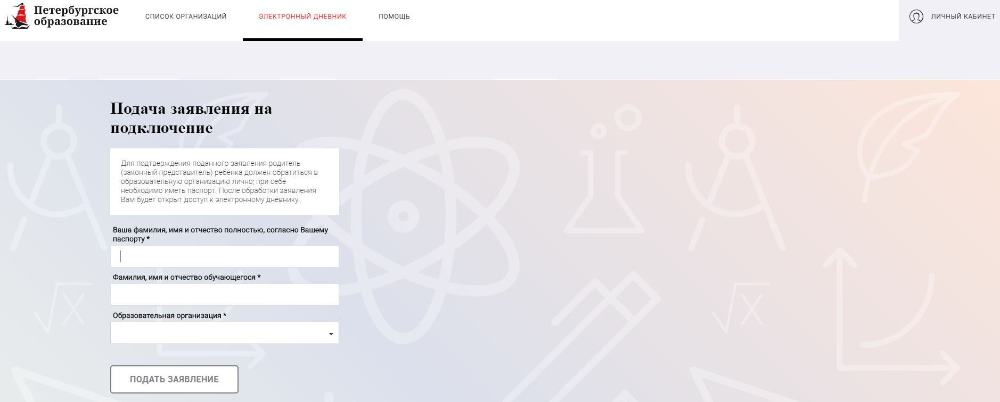 Петербургское
образование
СПИСОК ОРГАНИЗАЦИЙ
ЭЛЕКТРОННЫЙ ДНЕВНИК
ПОМОЩЬ
ЛИЧНЫЙ КАБИНЕТ
Подача заявления на
подключение
Для подтверждения поданного заявления родитель
(законный представитель) ребёнка должен обратиться в
образовательную организацию лично; при себе
необходимо иметь паспорт. После обработки заявления
Вам будет открыт доступ к электронному дневнику.
Ваша фамилия, имя и отчество полностью, согласно Вашему
паспорту *
Фамилия, имя и отчество обучающегося *
Образовательная организация *
ПОДАТЬ ЗАЯВЛЕНИЕ